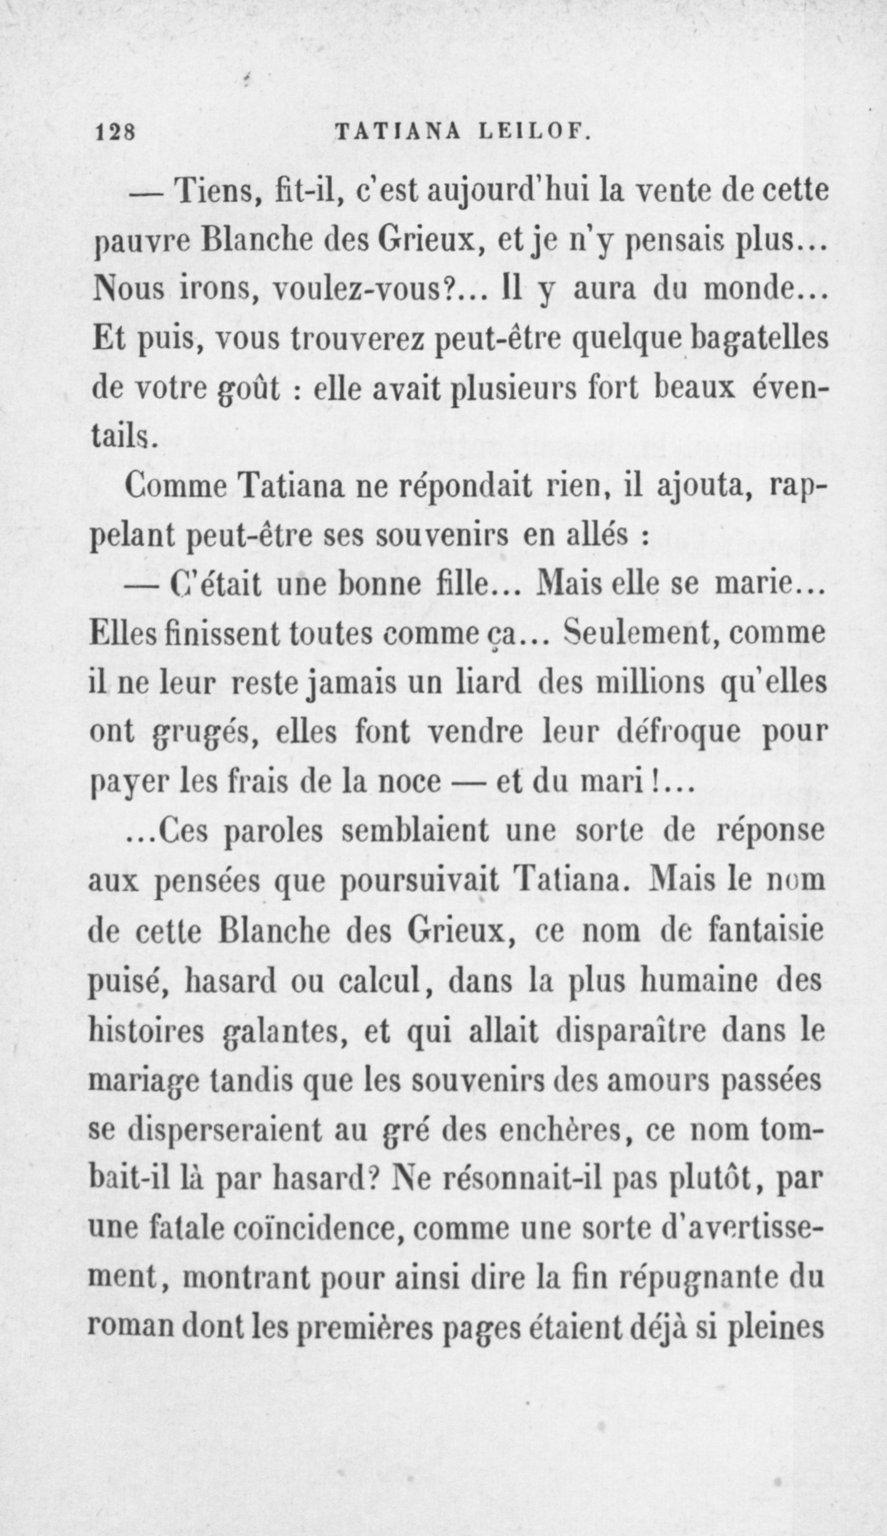 128 TATIANA LEILOF.
— Tiens, fit-il, c'est aujourd'hui la vente de cette
pauvre Blanche des Grieux, et je n'y pensais plus...
Nous irons, voulez-vous?... Il y aura du monde...
Et puis, vous trouverez peut-être quelque bagatelles
de votre goût : elle avait plusieurs fort beaux éven-
tails.
Comme Tatiana ne répondait rien, il ajouta, rap-
pelant peut-être ses souvenirs en allés :
— C'était une bonne fille... Mais elle se marie...
Elles finissent toutes comme ça... Seulement, comme
il ne leur reste jamais un liard des millions qu'elles
ont grugés, elles font vendre leur défroque pour
payer les frais de la noce — et du mari !...
...Ces paroles semblaient une sorte de réponse
aux pensées que poursuivait Tatiana. Mais le nom
de cette Blanche des Grieux, ce nom de fantaisie
puisé, hasard ou calcul, dans la plus humaine des
histoires galantes, et qui allait disparaître dans le
mariage tandis que les souvenirs des amours passées
se disperseraient au gré des enchères, ce nom tom-
bait-il là par hasard? Ne résonnait-il pas plutôt, par
une fatale coïncidence, comme une sorte d'avertisse-
ment, montrant pour ainsi dire la fin répugnante du
roman dont les premières pages étaient déjà si pleines